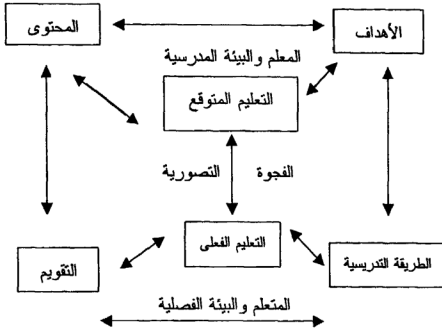 الأهداف
المحتوى
المعلم والبيئة المدرسية
التعليم المتوقع
الفجوة التصورية
التعليم الفعلى
الطريقة التدريسية
التقويم
المتعلم والبيئة الفصلية